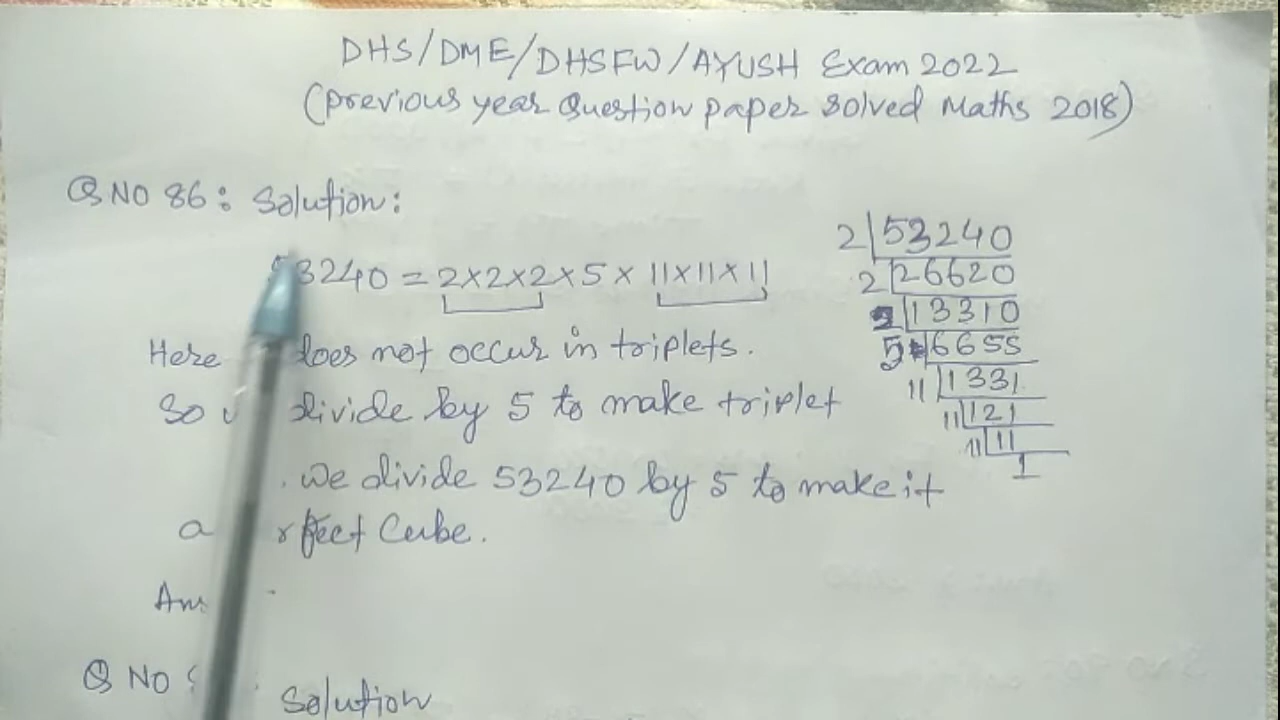 DHS/DME/DHSFW/AYUSH Exam 2022
(previous year Question paper solved Maths 2018)
Q NO 86: Solution:
53240 = 2×2×2×5× 11×11×11
Here does not occur in triplets.
So divide by 5 to make triplet
. we divide 53240 by 5 to make it
a rfect Cube.
Ans
Q NO
Solution
2 53240
2 26620
2 13310
5 6655
11 1331
11 121
11 11
1